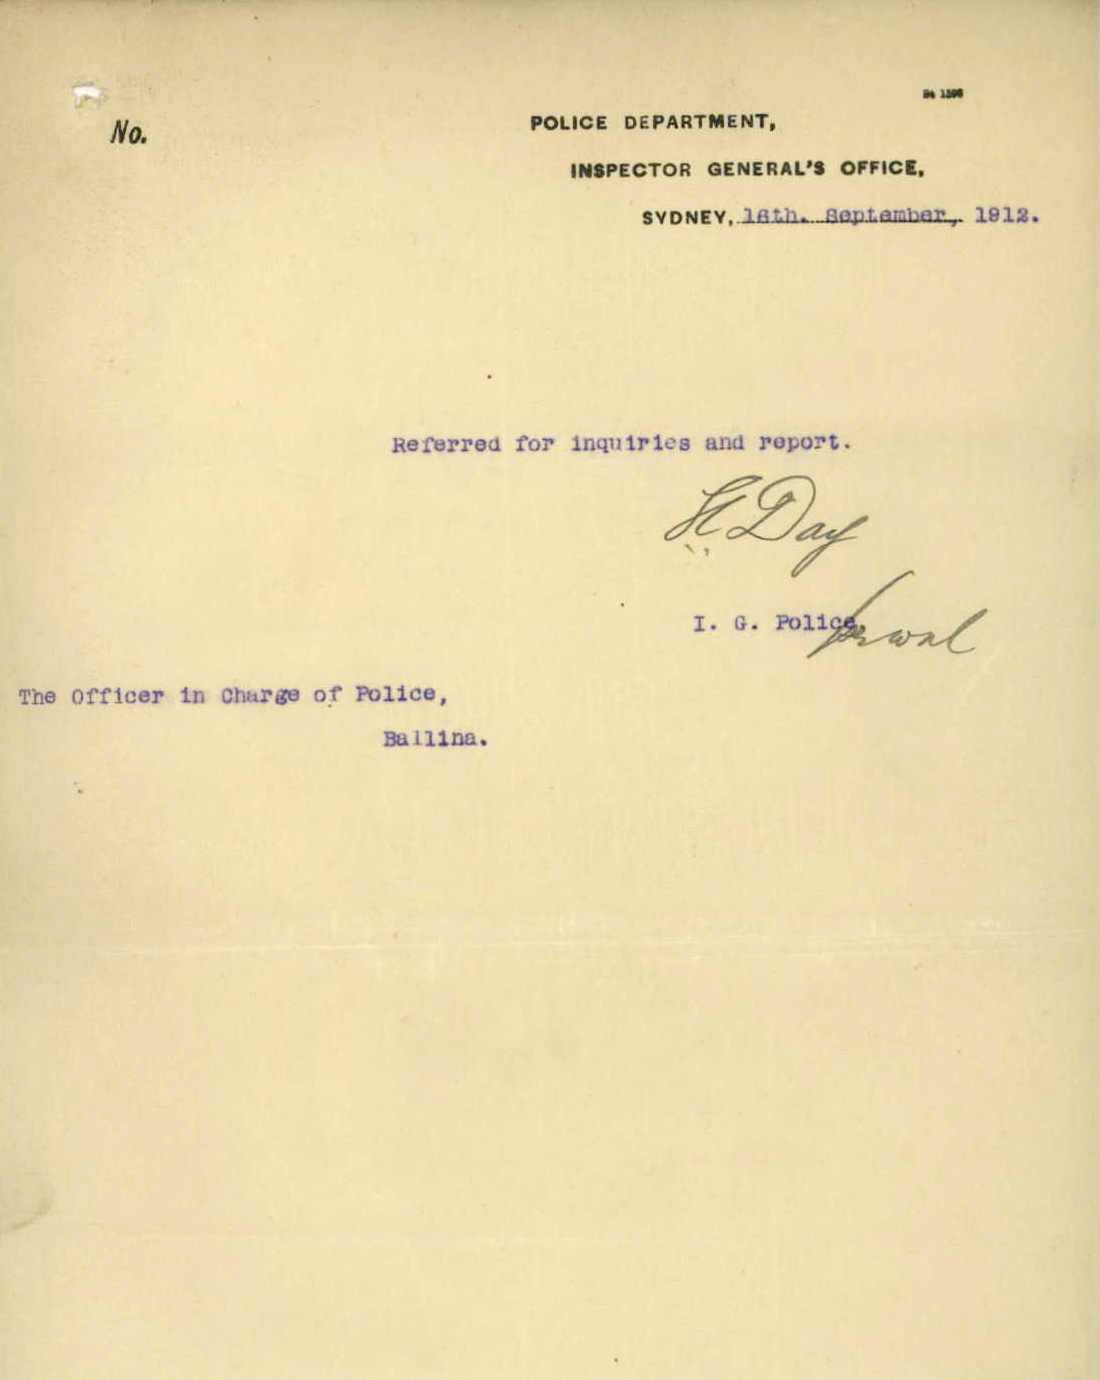 No.
POLICE DEPARTMENT,
INSPECTOR GENERAL'S OFFICE,
SYDNEY, 16th. September, 1912.
Referred for inquiries and report.
Day
I. G. Police.
The Officer in Charge of Police,
Ballina.